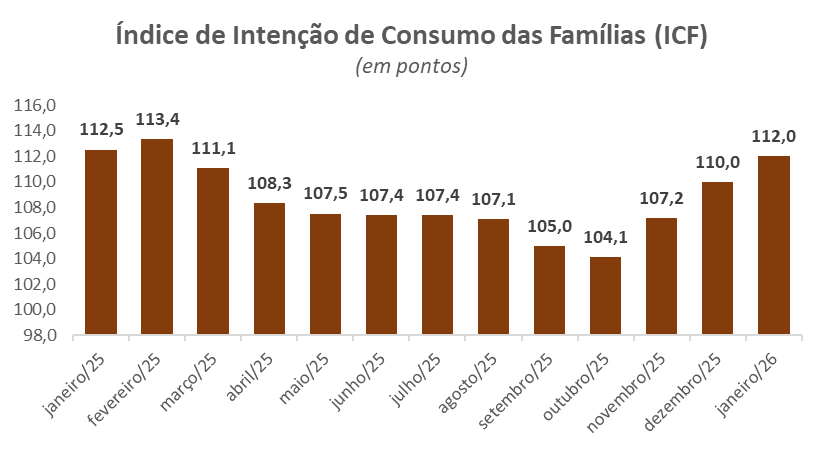 Índice de Intenção de Consumo das Famílias (ICF)
(em pontos)
116,0
114,0
112,0
110,0
108,0
106,0
104,0
102,0
100,0
98,0
112,5
113,4
111,1
108,3
107,5
107,4
107,4
107,1
105,0
104,1
107,2
110,0
112,0
janeiro/25
fevereiro/25
março/25
abril/25
maio/25
junho/25
julho/25
agosto/25
setembro/25
outubro/25
novembro/25
dezembro/25
janeiro/26